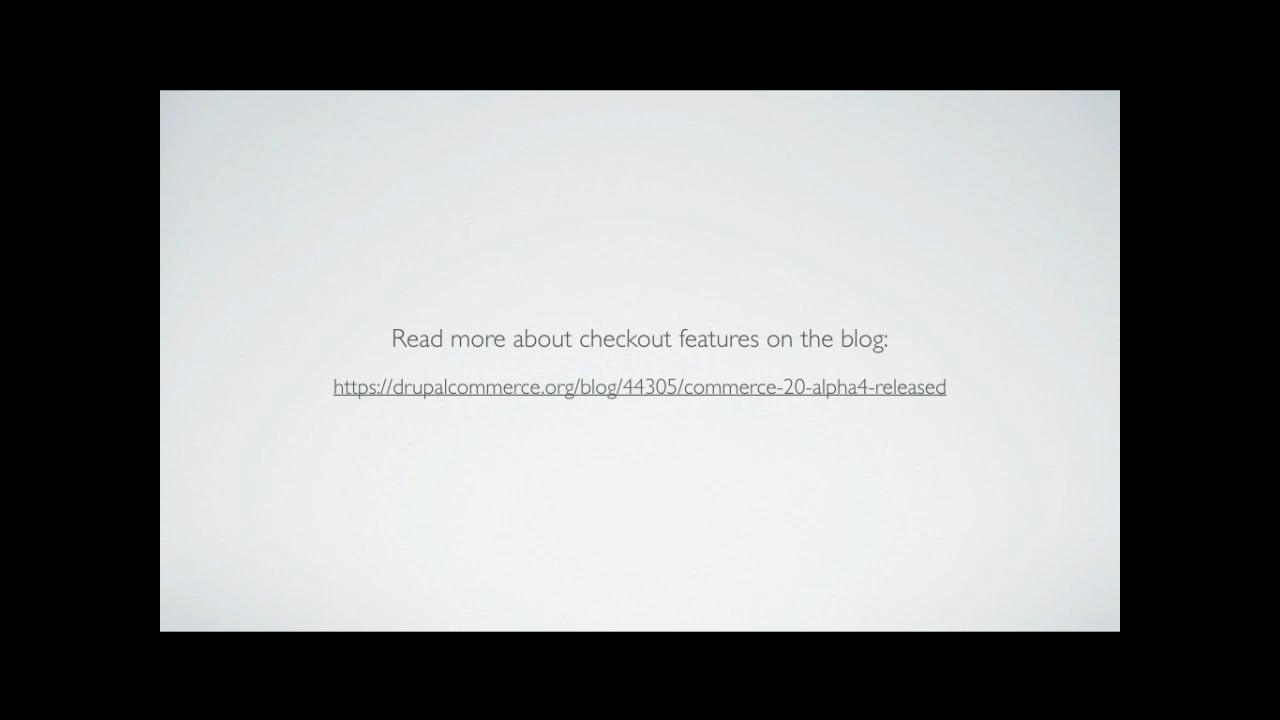 Read more about checkout features on the blog:
https://drupalcommerce.org/blog/44305/commerce-20-alpha4-released